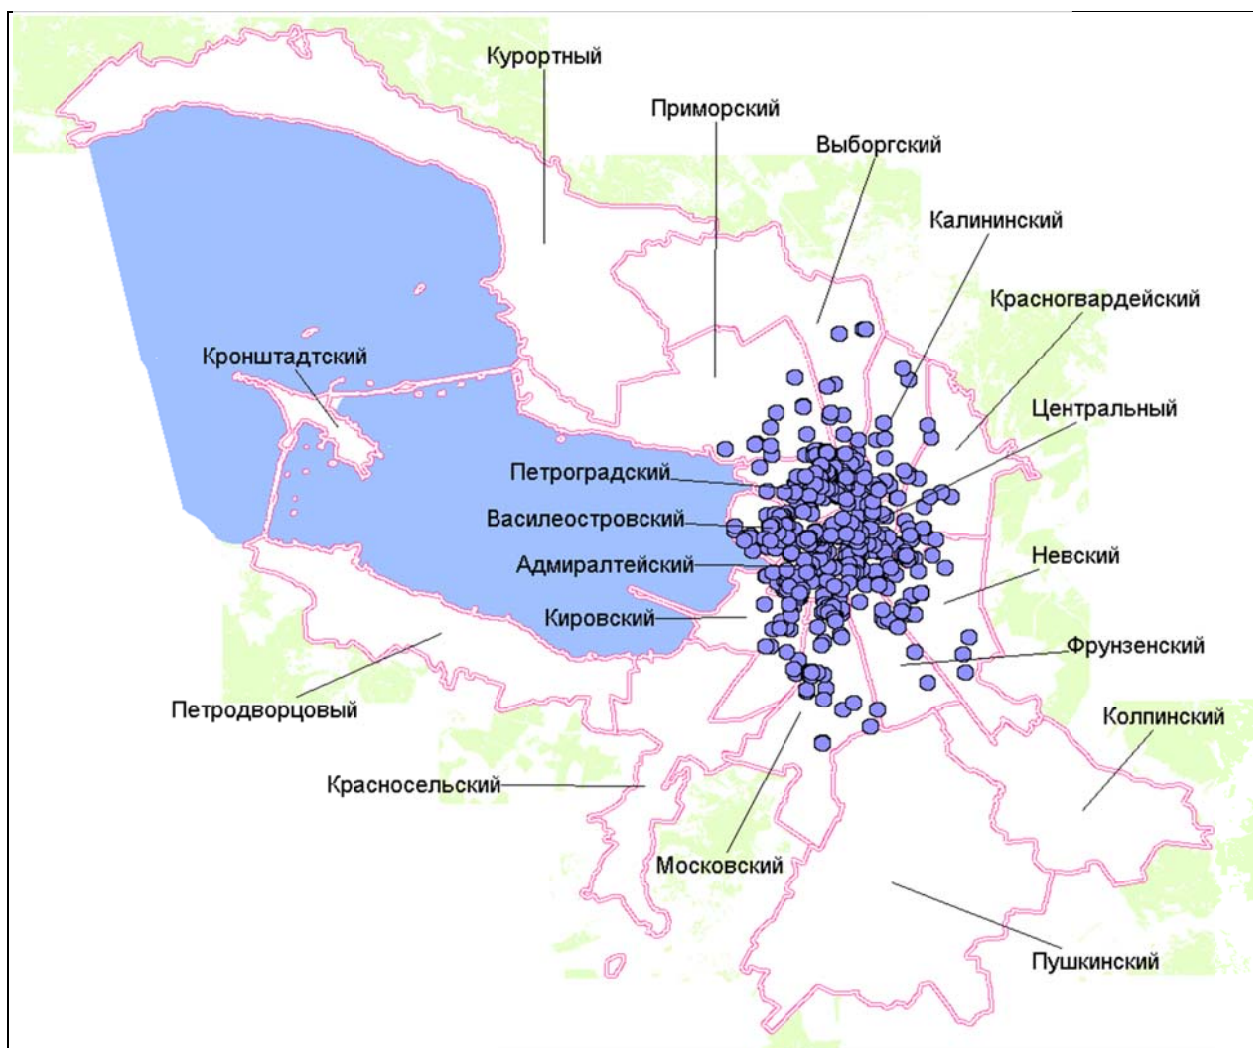 Курортный
Приморский
Выборгский
Калининский
Красногвардейский
Кронштадтский
Центральный
Петроградский
Василеостровский
Адмиралтейский
Невский
Кировский
Фрунзенский
Петродворцовый
Колпинский
Красносельский
Московский
Пушкинский